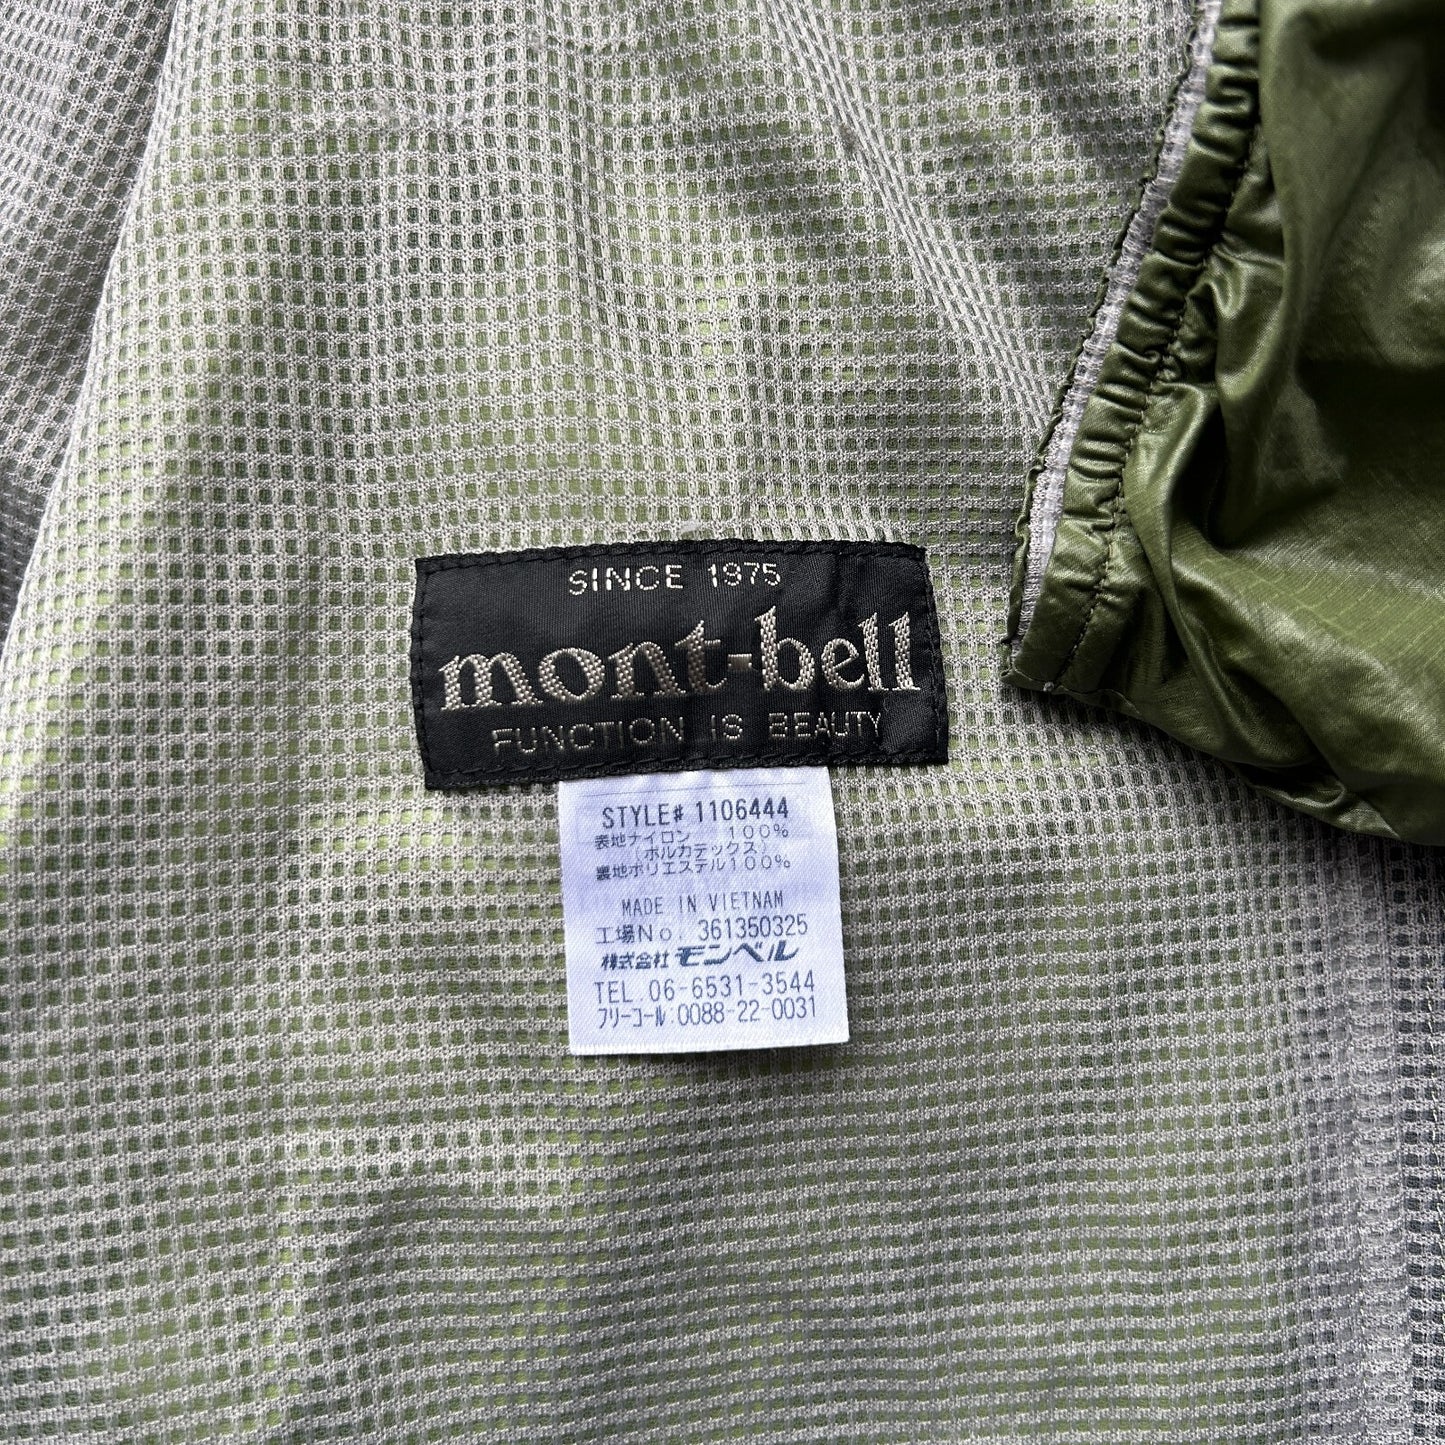 SINCE 1975
mont-bell
FUNCTION IS BEAUTY
STYLE# 1106444
表地ナイロン 100%
(ポルカテックス)
裏地ポリエステル100%
MADE IN VIETNAM
工場No. 361350325
株式会社 モンベル
TEL.06-6531-3544
フリーコール:0088-22-0031